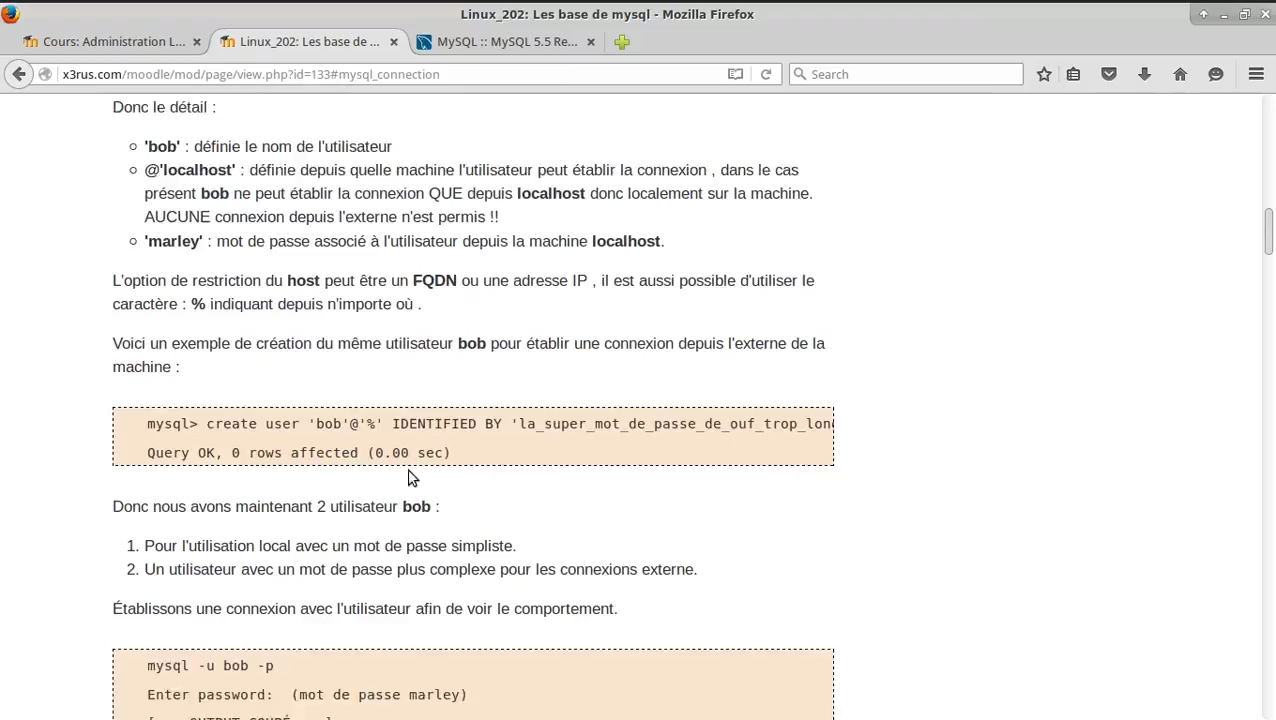 Linux_202: Les base de mysql - Mozilla Firefox
Cours: Administration L...
Linux_202: Les base de ...
MySQL :: MySQL 5.5 Re...
x3rus.com/moodle/mod/page/view.php?id=133#mysql_connection
Search
Donc le détail :
'bob' : définie le nom de l'utilisateur
@'localhost' : définie depuis quelle machine l'utilisateur peut établir la connexion , dans le cas
présent bob ne peut établir la connexion QUE depuis localhost donc localement sur la machine.
AUCUNE connexion depuis l'externe n'est permis !!
'marley' : mot de passe associé à l'utilisateur depuis la machine localhost.
L'option de restriction du host peut être un FQDN ou une adresse IP , il est aussi possible d'utiliser le
caractère : % indiquant depuis n'importe où .
Voici un exemple de création du même utilisateur bob pour établir une connexion depuis l'externe de la
machine :
mysql> create user 'bob'@'%' IDENTIFIED BY 'la_super_mot_de_passe_de_ouf_trop_lon
Query OK, 0 rows affected (0.00 sec)
Donc nous avons maintenant 2 utilisateur bob :
1. Pour l'utilisation local avec un mot de passe simpliste.
2. Un utilisateur avec un mot de passe plus complexe pour les connexions externe.
Établissons une connexion avec l'utilisateur afin de voir le comportement.
mysql -u bob -p
Enter password:  (mot de passe marley)